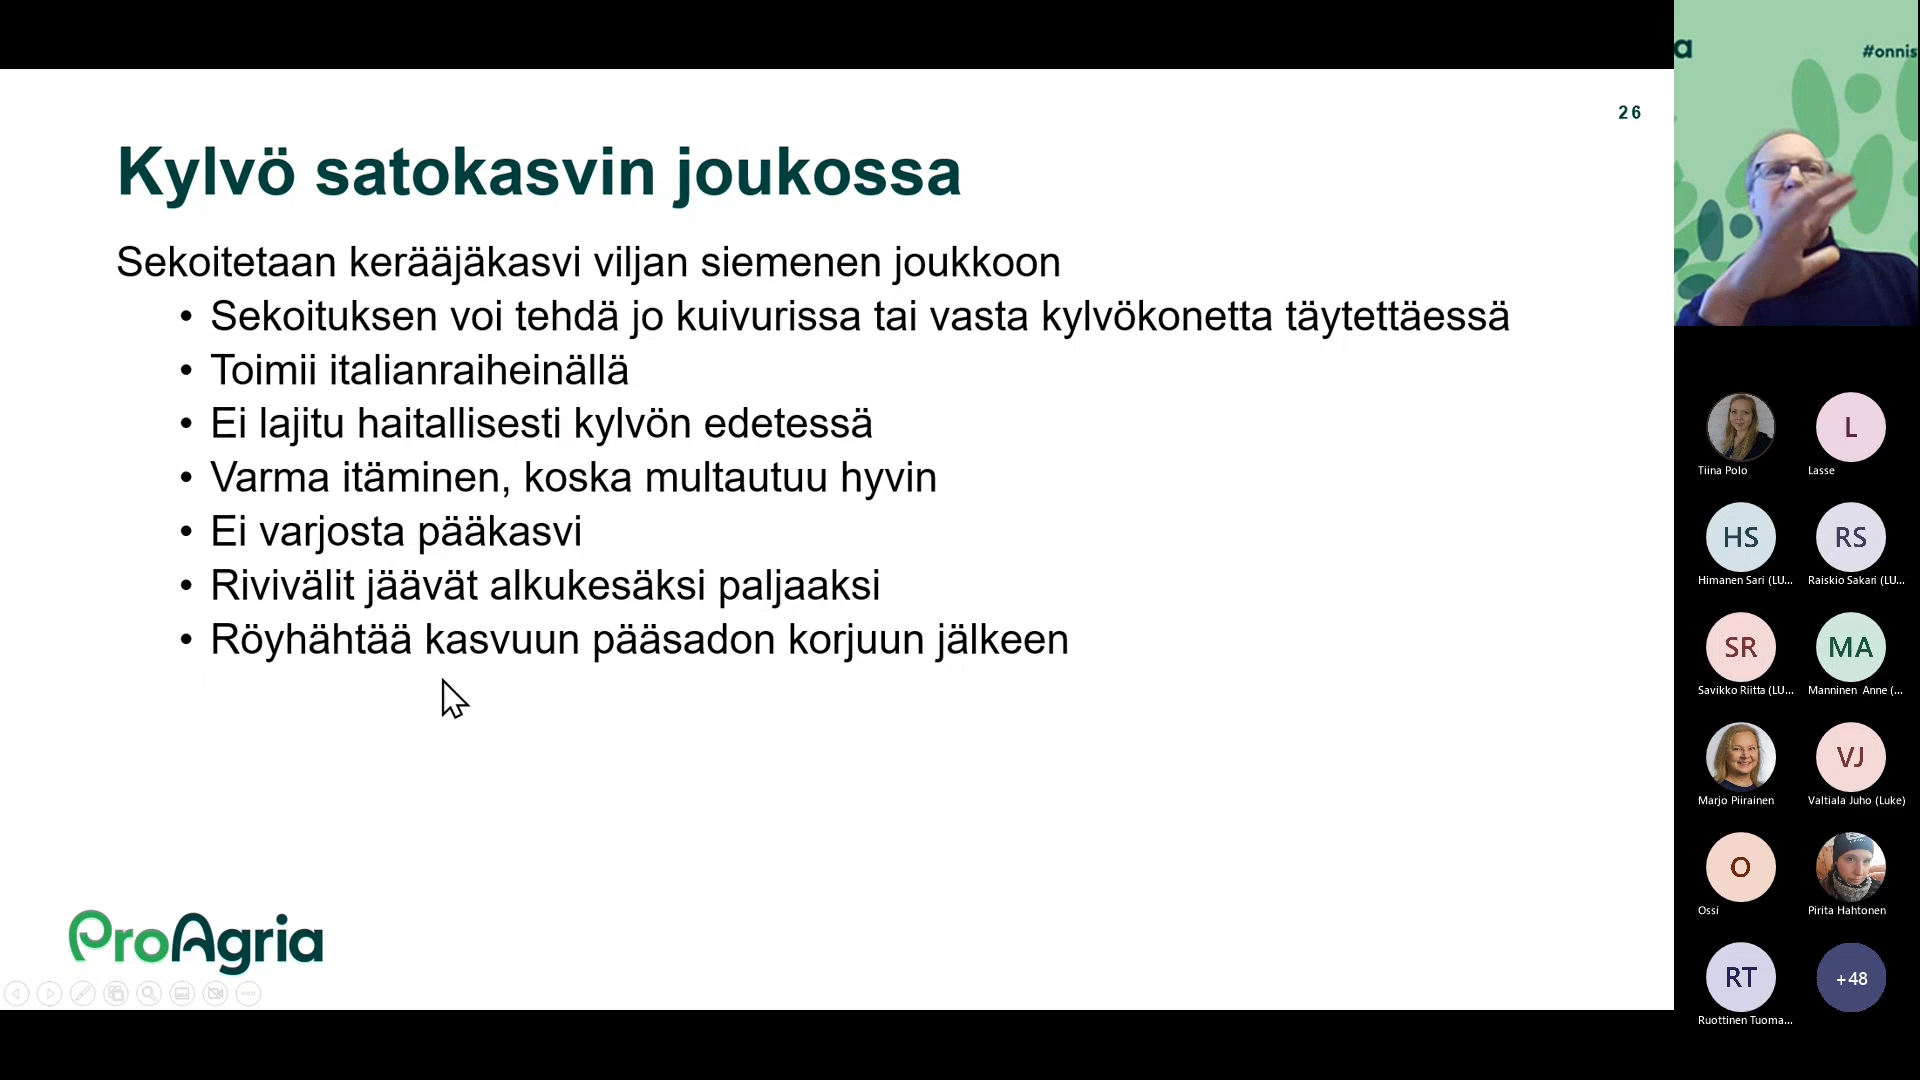 26
Kylvö satokasvin joukossa
Sekoitetaan kerääjäkasvi viljan siemenen joukkoon
• Sekoituksen voi tehdä jo kuivurissa tai vasta kylvökonetta täytettäessä
• Toimii italianraiheinällä
• Ei lajitu haitallisesti kylvön edetessä
• Varma itäminen, koska multautuu hyvin
• Ei varjosta pääkasvi
• Rivivälit jäävät alkukesäksi paljaaksi
• Röyhähtää kasvuun pääsadon korjuun jälkeen
ProAgria
a #onnis
Tiina Polo
L
Lasse
HS
Himanen Sari (LU...
RS
Raiskio Sakari (LU...
SR
Savikko Riitta (LU...
MA
Manninen Anne (...
Marjo Piirainen
VJ
Valtiala Juho (Luke)
O
Ossi
Pirita Hahtonen
RT
Ruottinen Tuoma...
+48